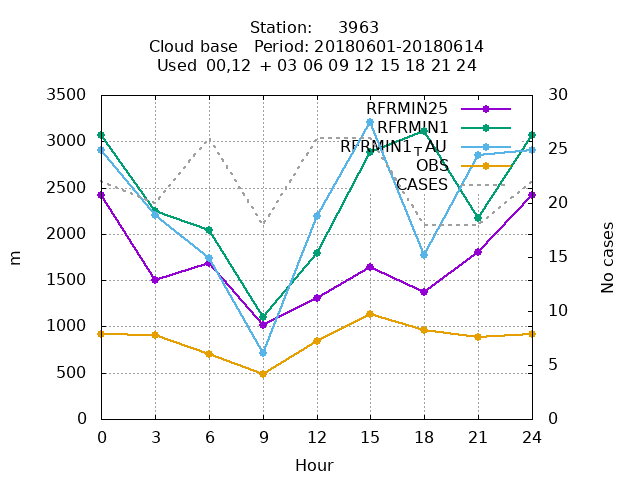 Station: 3963
Cloud base Period: 20180601-20180614
Used 00,12 + 03 06 09 12 15 18 21 24
3500
3000
2500
2000
1500
1000
500
0
m
30
25
20
15
10
5
0
No cases
RFRMIN25
RFRMIN1
RFRMIN1_AU
OBS
CASES
0 3 6 9 12 15 18 21 24
Hour